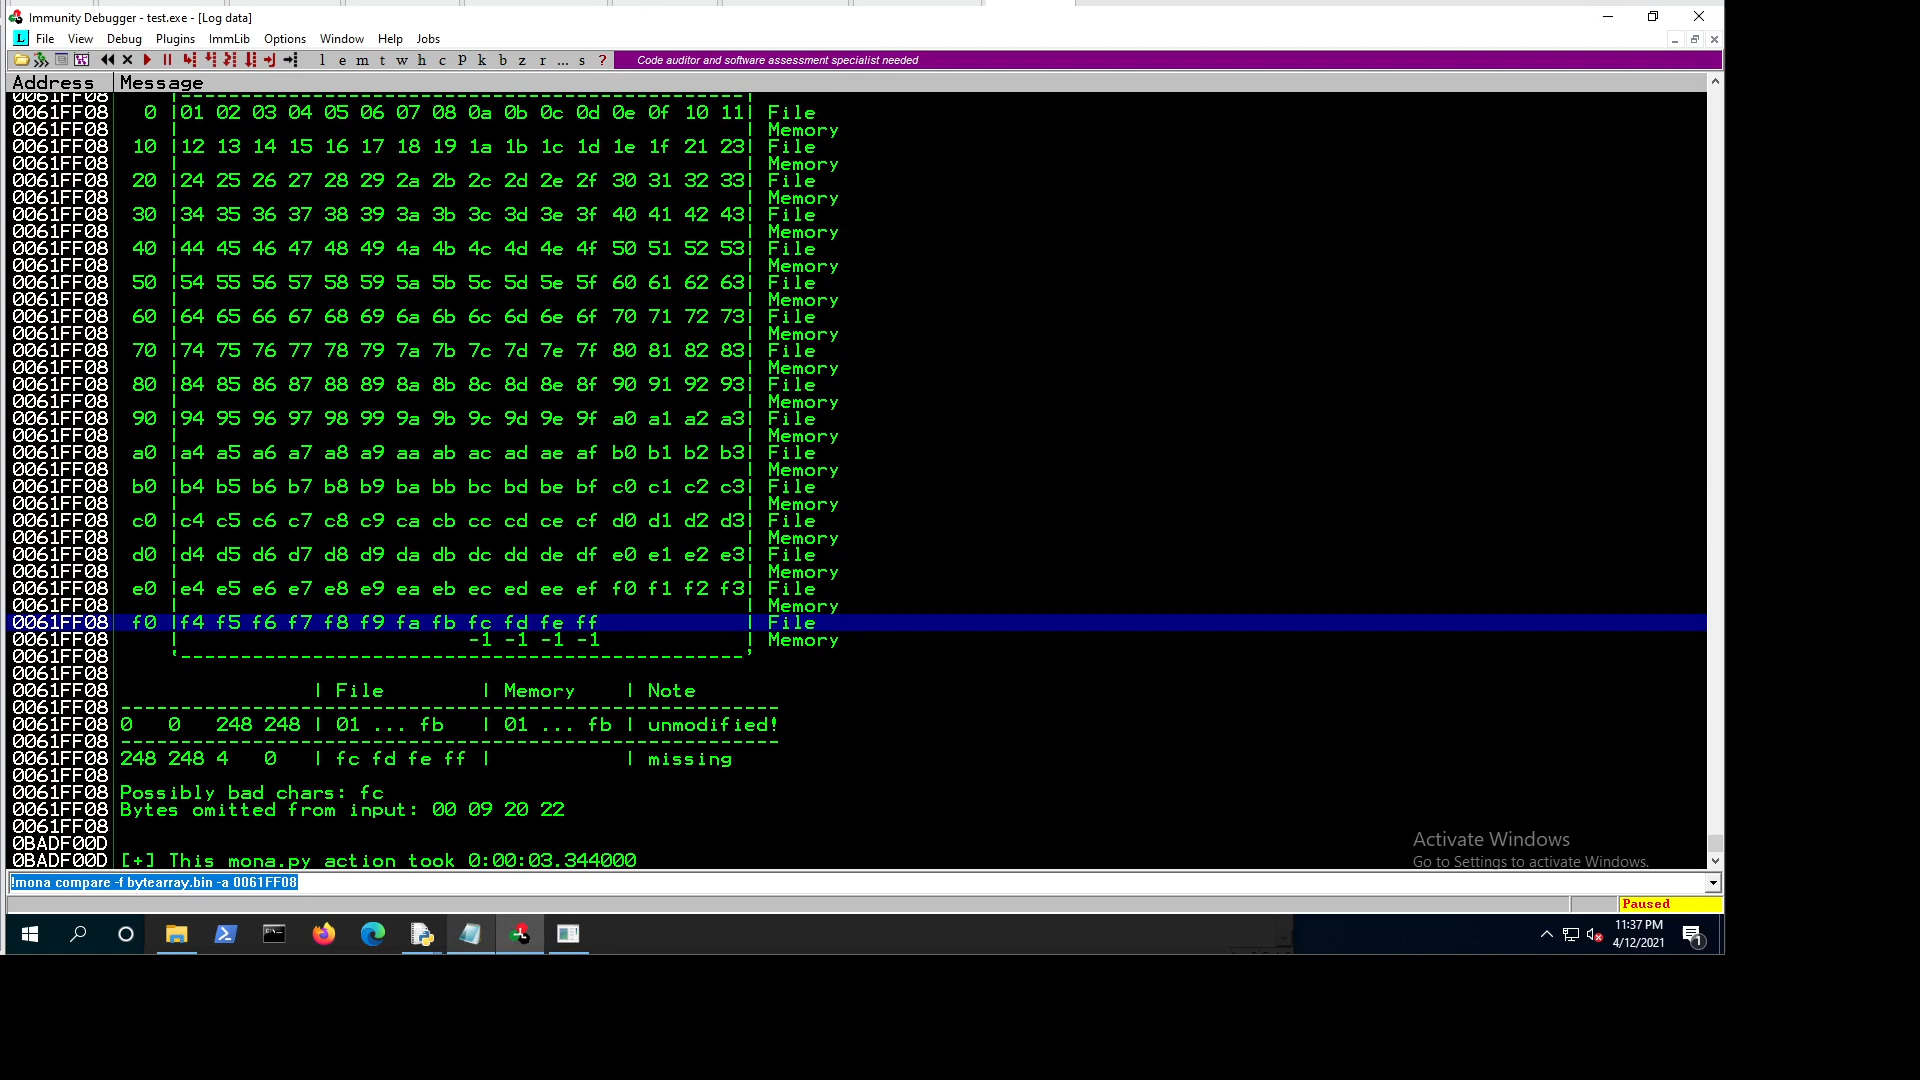 Immunity Debugger - test.exe - [Log data]
L File View Debug Plugins ImmLib Options Window Help Jobs
l e m t w h c P k b z r ... s ? Code auditor and software assessment specialist needed
Address Message
0061FF08
0061FF08 0 |01 02 03 04 05 06 07 08 0a 0b 0c 0d 0e 0f 10 11| File
0061FF08 | | Memory
0061FF08 10 |12 13 14 15 16 17 18 19 1a 1b 1c 1d 1e 1f 21 23| File
0061FF08 | | Memory
0061FF08 20 |24 25 26 27 28 29 2a 2b 2c 2d 2e 2f 30 31 32 33| File
0061FF08 | | Memory
0061FF08 30 |34 35 36 37 38 39 3a 3b 3c 3d 3e 3f 40 41 42 43| File
0061FF08 | | Memory
0061FF08 40 |44 45 46 47 48 49 4a 4b 4c 4d 4e 4f 50 51 52 53| File
0061FF08 | | Memory
0061FF08 50 |54 55 56 57 58 59 5a 5b 5c 5d 5e 5f 60 61 62 63| File
0061FF08 | | Memory
0061FF08 60 |64 65 66 67 68 69 6a 6b 6c 6d 6e 6f 70 71 72 73| File
0061FF08 | | Memory
0061FF08 70 |74 75 76 77 78 79 7a 7b 7c 7d 7e 7f 80 81 82 83| File
0061FF08 | | Memory
0061FF08 80 |84 85 86 87 88 89 8a 8b 8c 8d 8e 8f 90 91 92 93| File
0061FF08 | | Memory
0061FF08 90 |94 95 96 97 98 99 9a 9b 9c 9d 9e 9f a0 a1 a2 a3| File
0061FF08 | | Memory
0061FF08 a0 |a4 a5 a6 a7 a8 a9 aa ab ac ad ae af b0 b1 b2 b3| File
0061FF08 | | Memory
0061FF08 b0 |b4 b5 b6 b7 b8 b9 ba bb bc bd be bf c0 c1 c2 c3| File
0061FF08 | | Memory
0061FF08 c0 |c4 c5 c6 c7 c8 c9 ca cb cc cd ce cf d0 d1 d2 d3| File
0061FF08 | | Memory
0061FF08 d0 |d4 d5 d6 d7 d8 d9 da db dc dd de df e0 e1 e2 e3| File
0061FF08 | | Memory
0061FF08 e0 |e4 e5 e6 e7 e8 e9 ea eb ec ed ee ef f0 f1 f2 f3| File
0061FF08 | | Memory
0061FF08 f0 |f4 f5 f6 f7 f8 f9 fa fb fc fd fe ff | File
0061FF08 | -1 -1 -1 -1 | Memory
0061FF08 `-----------------------------------------------'
0061FF08
0061FF08 | File | Memory | Note
0061FF08 -------------------------------------------------------
0061FF08 0 0 248 248 | 01 ... fb | 01 ... fb | unmodified!
0061FF08 -------------------------------------------------------
0061FF08 248 248 4 0 | fc fd fe ff | | missing
0061FF08
0061FF08 Possibly bad chars: fc
0061FF08 Bytes omitted from input: 00 09 20 22
0061FF08
0BADF00D
0BADF00D [+] This mona.py action took 0:00:03.344000
Activate Windows
Go to Settings to activate Windows.
!mona compare -f bytearray.bin -a 0061FF08
Paused
11:37 PM
4/12/2021
1